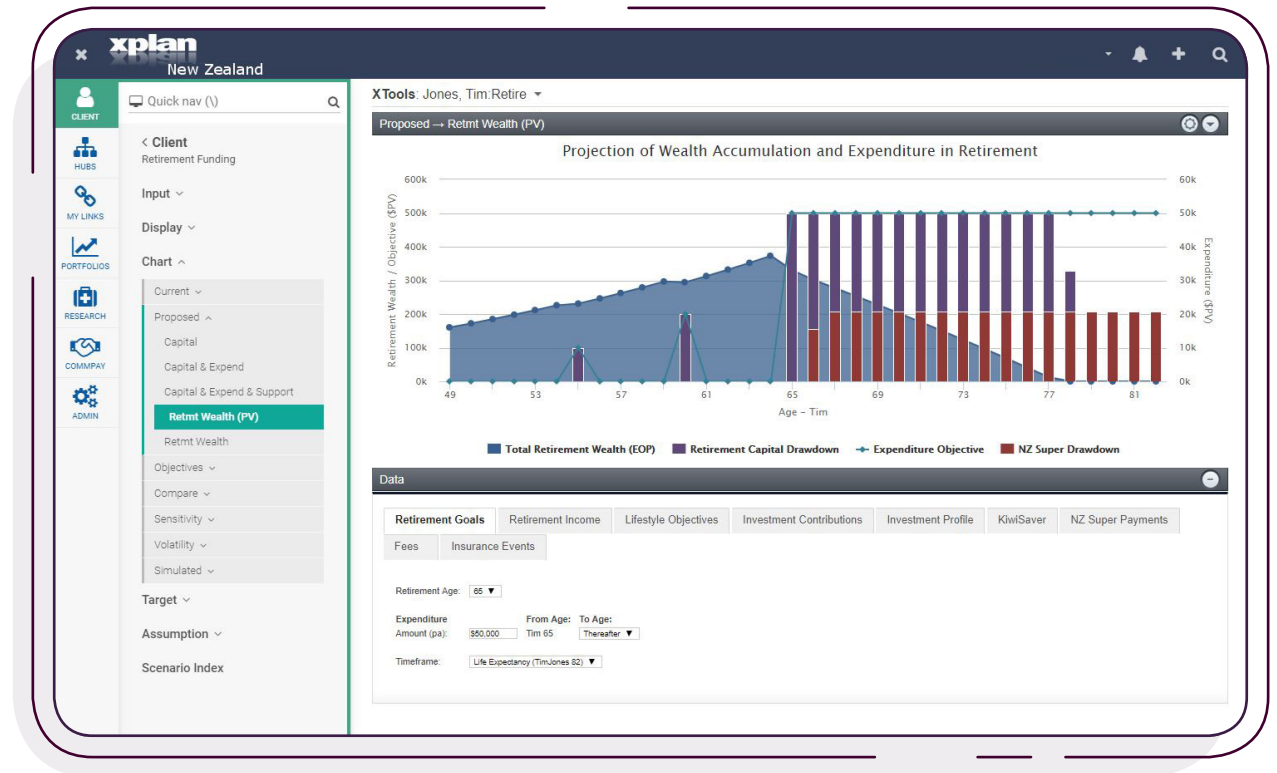 xplan
New Zealand
CLIENT
HUBS
MY LINKS
PORTFOLIOS
RESEARCH
COMMPAY
ADMIN
Quick nav (\)
< Client
Retirement Funding
Input
Display
Chart
Current
Proposed
Capital
Capital & Expend
Capital & Expend & Support
Retmt Wealth (PV)
Retmt Wealth
Objectives
Compare
Sensitivity
Volatility
Simulated
Target
Assumption
Scenario Index
XTools: Jones, Tim:Retire
Proposed → Retmt Wealth (PV)
Projection of Wealth Accumulation and Expenditure in Retirement
Retirement Wealth / Objective ($PV)
600k
500k
400k
300k
200k
100k
0k
60k
50k
40k
30k
20k
10k
0k
Expenditure ($PV)
49 53 57 61 65 69 73 77 81
Age - Tim
Total Retirement Wealth (EOP) Retirement Capital Drawdown Expenditure Objective NZ Super Drawdown
Data
Retirement Goals Retirement Income Lifestyle Objectives Investment Contributions Investment Profile KiwiSaver NZ Super Payments
Fees Insurance Events
Retirement Age: 65 ▼
Expenditure From Age: To Age:
Amount (pa): $50,000 Tim 65 Thereafter ▼
Timeframe: Life Expectancy (TimJones 82) ▼